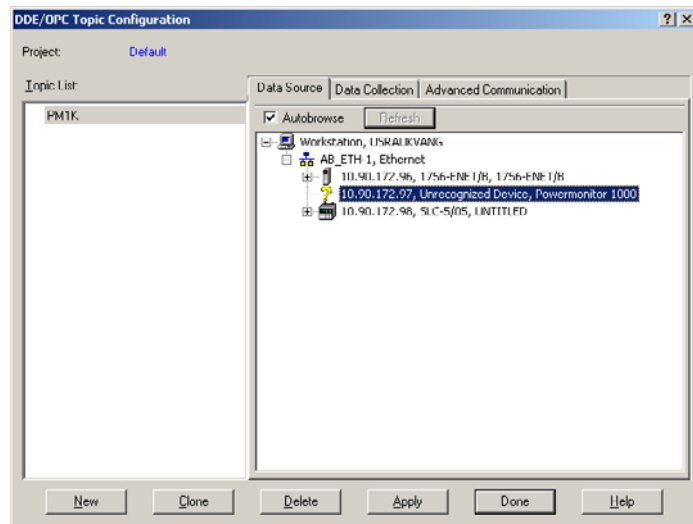 DDE/OPC Topic Configuration
Project: Default
Topic List:
PM1K
Data Source Data Collection Advanced Communication
Autobrowse Refresh
Workstation, USRAUKVANG
AB_ETH-1, Ethernet
10.90.172.96, 1756-ENET/B, 1756-ENET/B
10.90.172.97, Unrecognized Device, Powermonitor 1000
10.90.172.98, SLC-5/05, UNTITLED
New Clone Delete Apply Done Help